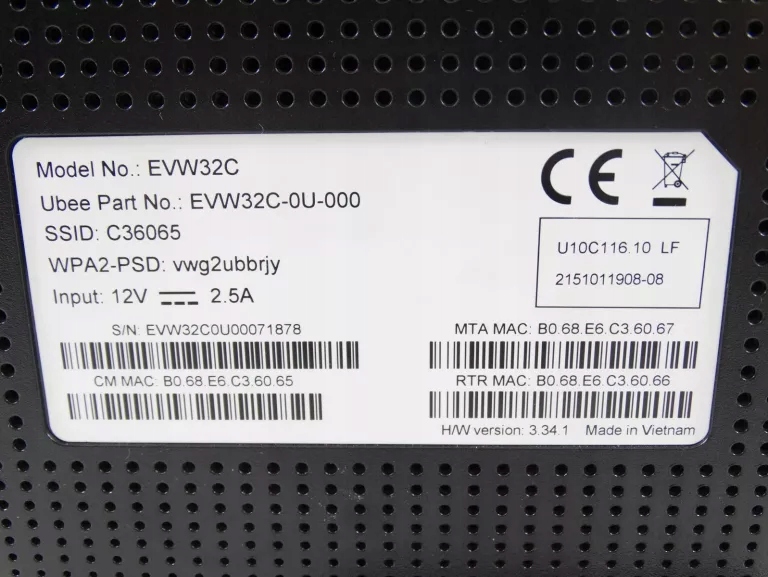 Model No.: EVW32C
Ubee Part No.: EVW32C-0U-000
SSID: C36065
WPA2-PSD: vwg2ubbrjy
Input: 12V 2.5A
S/N: EVW32C0U00071878
CM MAC: B0.68.E6.C3.60.65
CE
U10C116.10 LF
2151011908-08
MTA MAC: B0.68.E6.C3.60.67
RTR MAC: B0.68.E6.C3.60.66
H/W version: 3.34.1 Made in Vietnam